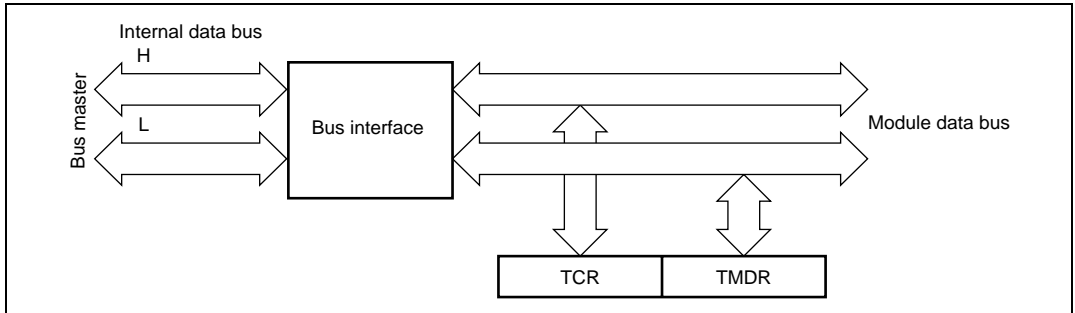 Internal data bus
H
Bus master
L
Bus interface
Module data bus
TCR
TMDR